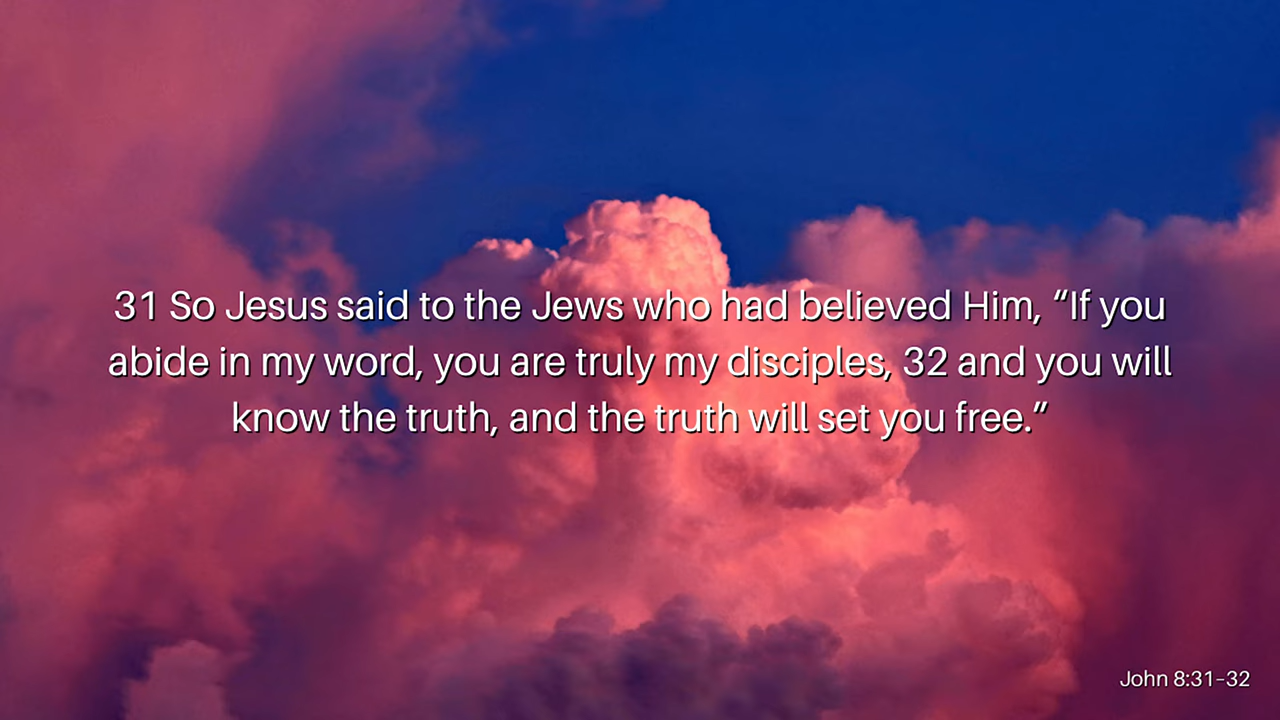 31 So Jesus said to the Jews who had believed Him, “If you
abide in my word, you are truly my disciples, 32 and you will
know the truth, and the truth will set you free.”
John 8:31–32